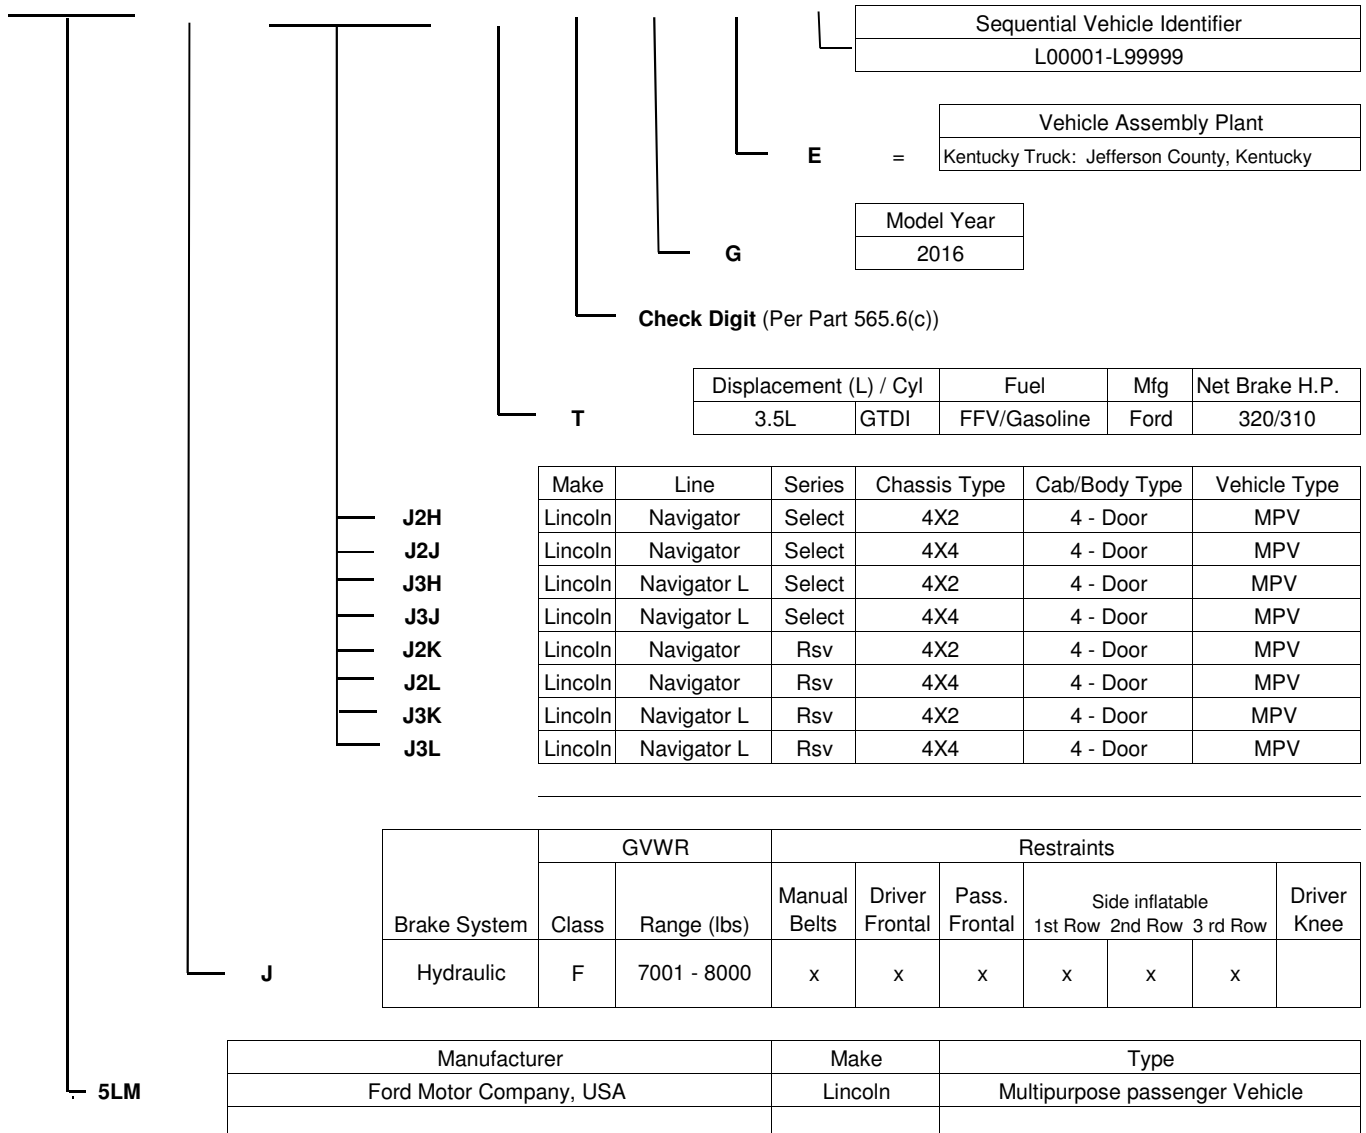 Sequential Vehicle Identifier
L00001-L99999
Vehicle Assembly Plant
E = Kentucky Truck: Jefferson County, Kentucky
Model Year
G 2016
Check Digit (Per Part 565.6(c))
Displacement (L) / Cyl Fuel Mfg Net Brake H.P.
T 3.5L GTDI FFV/Gasoline Ford 320/310
Make Line Series Chassis Type Cab/Body Type Vehicle Type
J2H Lincoln Navigator Select 4X2 4 - Door MPV
J2J Lincoln Navigator Select 4X4 4 - Door MPV
J3H Lincoln Navigator L Select 4X2 4 - Door MPV
J3J Lincoln Navigator L Select 4X4 4 - Door MPV
J2K Lincoln Navigator Rsv 4X2 4 - Door MPV
J2L Lincoln Navigator Rsv 4X4 4 - Door MPV
J3K Lincoln Navigator L Rsv 4X2 4 - Door MPV
J3L Lincoln Navigator L Rsv 4X4 4 - Door MPV
GVWR Restraints
Manual Driver Pass. Side inflatable Driver
Brake System Class Range (lbs) Belts Frontal Frontal 1st Row 2nd Row 3 rd Row Knee
J Hydraulic F 7001 - 8000 x x x x x x
Manufacturer Make Type
5LM Ford Motor Company, USA Lincoln Multipurpose passenger Vehicle